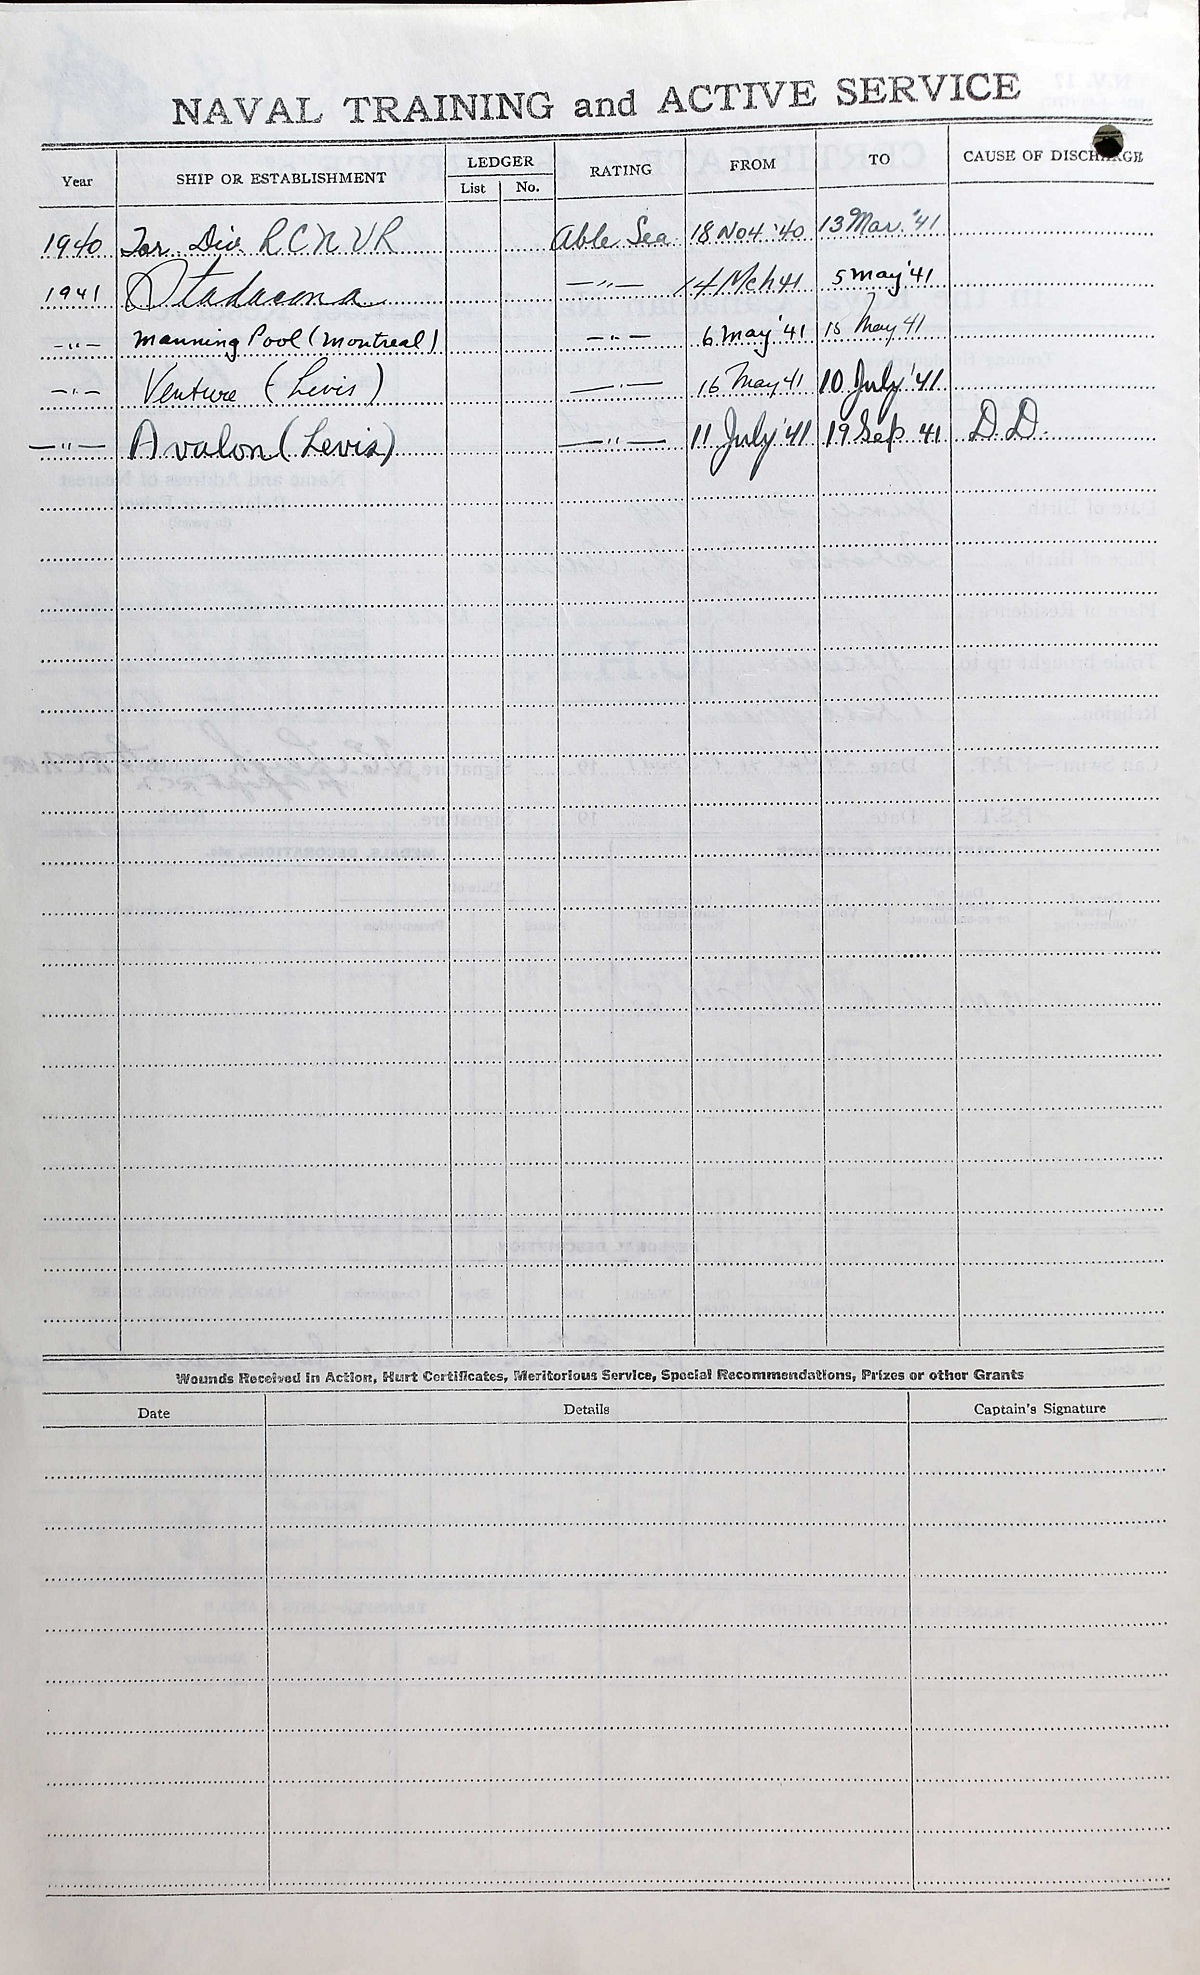 NAVAL TRAINING and ACTIVE SERVICE
Year SHIP OR ESTABLISHMENT LEDGER List No. RATING FROM TO CAUSE OF DISCHARGE
1940 Tor. Div. R C N V R Able Sea. 18 Nov '40 13 Mar. '41
1941 Stadacona —"— 14 Mch 41 5 May '41
—"— Manning Pool (Montreal) —"— 6 May '41 15 May 41
—"— Venture (Levis) —"— 16 May 41 10 July '41
—"— Avalon (Levis) —"— 11 July '41 19 Sep. 41 D.D.
Wounds Received in Action, Hurt Certificates, Meritorious Service, Special Recommendations, Prizes or other Grants
Date Details Captain's Signature